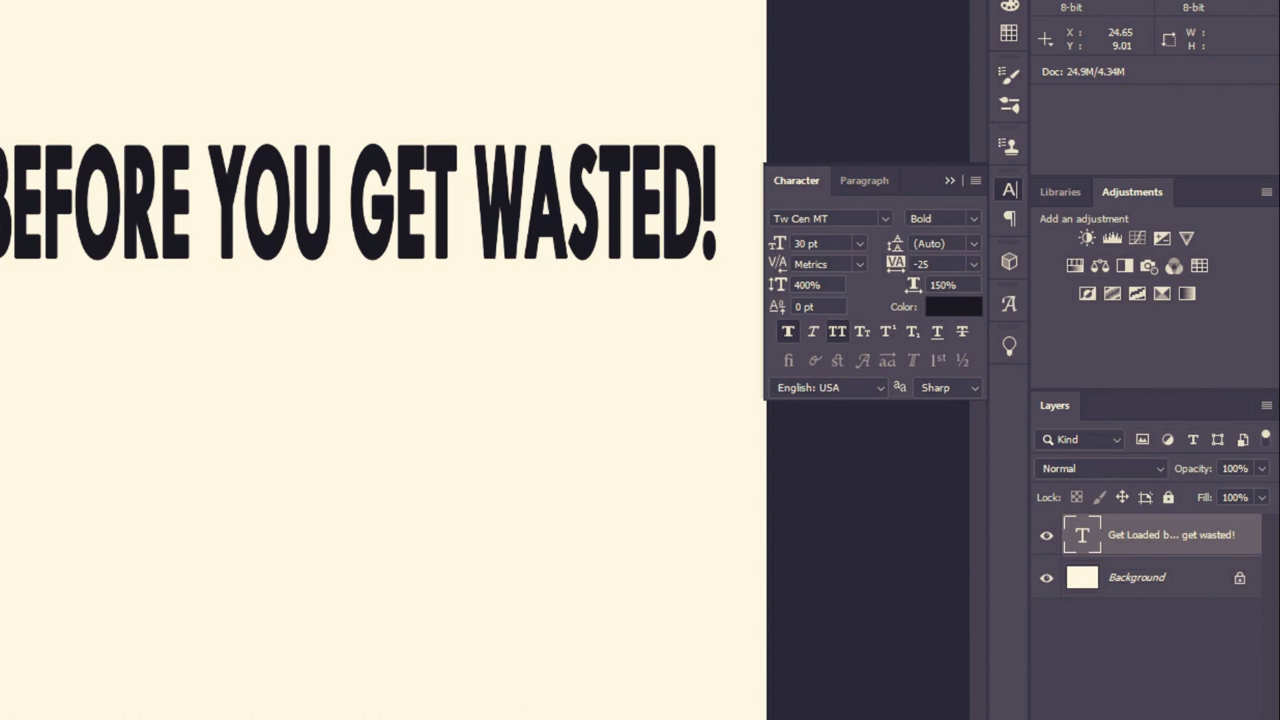 8-bit 8-bit
X : 24.65 W :
Y : 9.01 H :
Doc: 24.9M/4.34M
BEFORE YOU GET WASTED!
Character Paragraph
Tw Cen MT Bold
30 pt (Auto)
Metrics -25
400% 150%
0 pt Color:
English: USA Sharp
Libraries Adjustments
Add an adjustment
Layers
Kind
Normal Opacity: 100%
Lock: Fill: 100%
Get Loaded b... get wasted!
Background